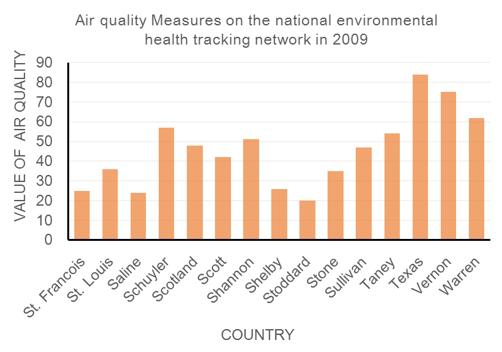 Air quality Measures on the national environmental
health tracking network in 2009
VALUE OF AIR QUALITY
90
80
70
60
50
40
30
20
10
0
St. Francois
St. Louis
Saline
Schuyler
Scotland
Scott
Shannon
Shelby
Stoddard
Stone
Sullivan
Taney
Texas
Vernon
Warren
COUNTRY